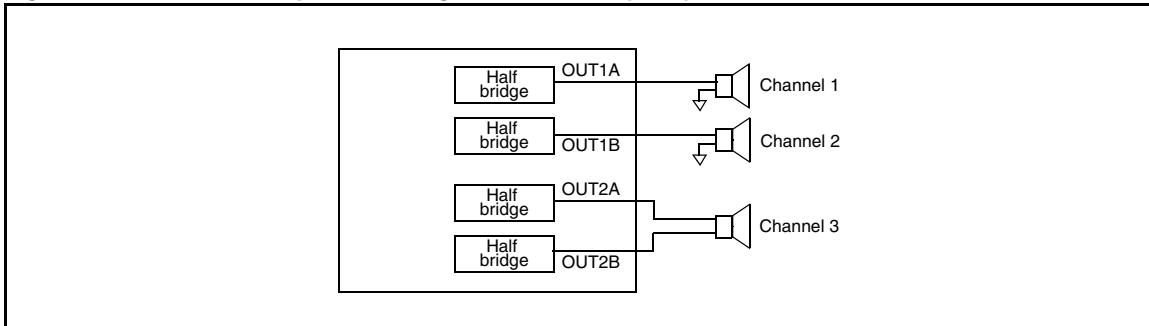 Half
bridge
OUT1A
Channel 1
Half
bridge
OUT1B
Channel 2
Half
bridge
OUT2A
Channel 3
Half
bridge
OUT2B